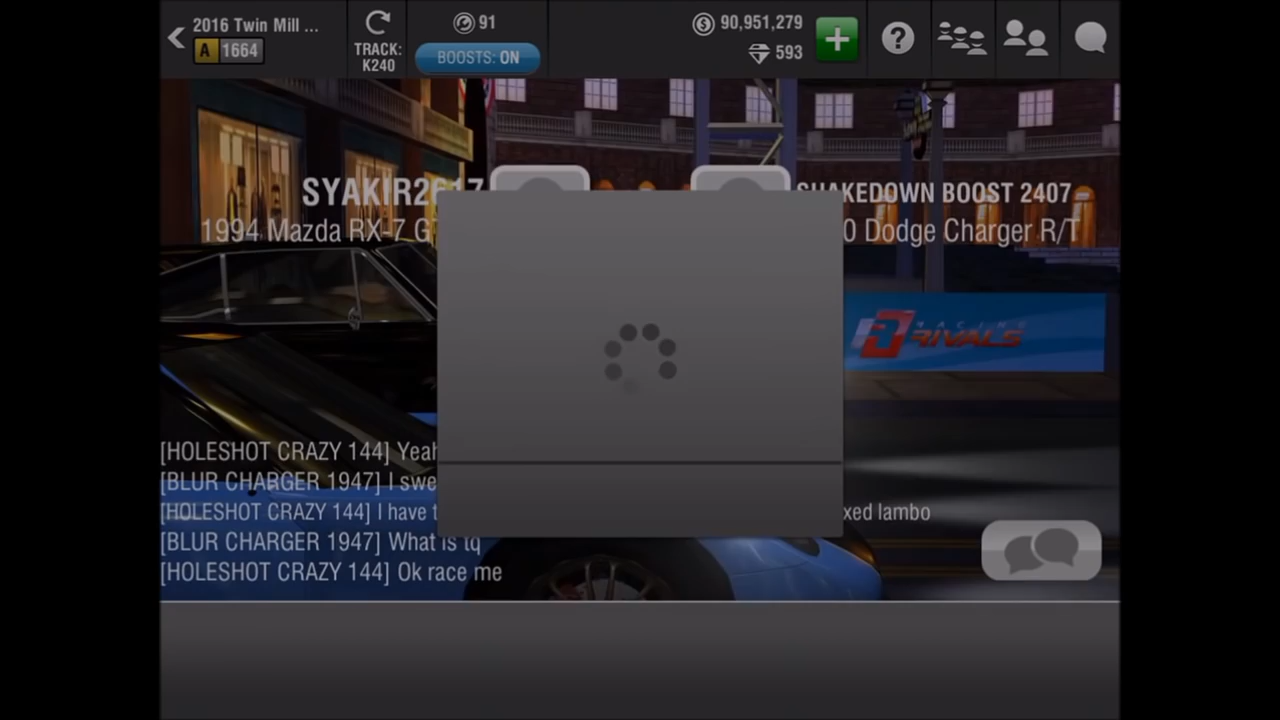 2016 Twin Mill ...
A 1664
TRACK:
K240
91
BOOSTS: ON
90,951,279
593
SYAKIR2617
1994 Mazda RX-7 G
SHAKEDOWN BOOST 2407
0 Dodge Charger R/T
RACING
RIVALS
[HOLESHOT CRAZY 144] Yeah
[BLUR CHARGER 1947] I swe
[HOLESHOT CRAZY 144] I have t
xed lambo
[BLUR CHARGER 1947] What is tq
[HOLESHOT CRAZY 144] Ok race me